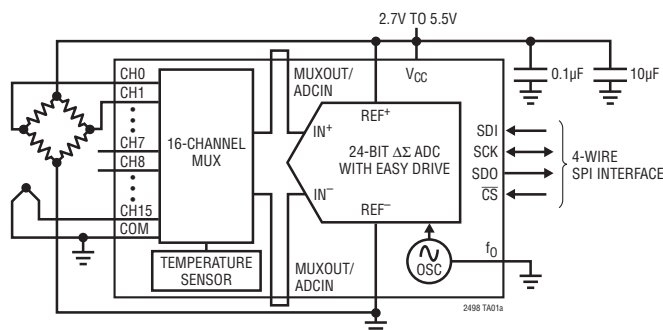 2.7V TO 5.5V
0.1µF
10µF
CH0
CH1
CH7
CH8
CH15
COM
16-CHANNEL
MUX
TEMPERATURE
SENSOR
MUXOUT/
ADCIN
MUXOUT/
ADCIN
VCC
REF+
IN+
24-BIT ΔΣ ADC
WITH EASY DRIVE
IN–
REF–
OSC
SDI
SCK
SDO
CS
fO
4-WIRE
SPI INTERFACE
2498 TA01a